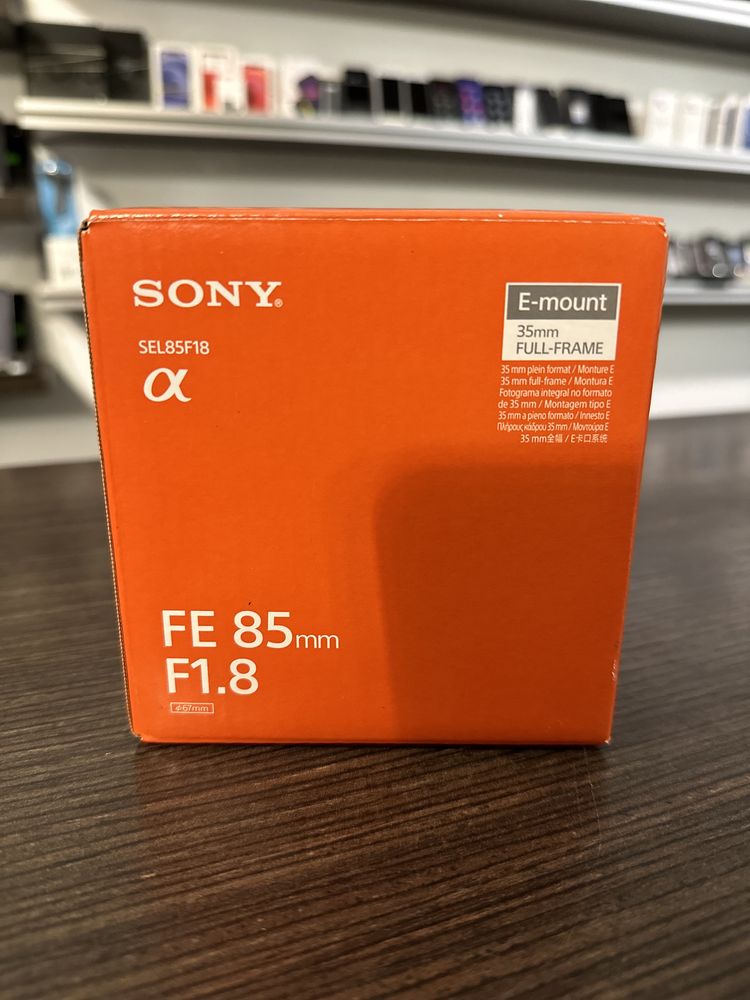 SONY®
SEL85F18
α
E-mount
35mm
FULL-FRAME
35 mm plein format / Monture E
35 mm full-frame / Montura E
Fotograma integral no formato
de 35 mm / Montagem tipo E
35 mm a pieno formato / Innesto E
Πλήρους κάδρου 35 mm / Μοντούρα E
35 mm全幅 / E卡口系统
FE 85mm
F1.8
φ67mm